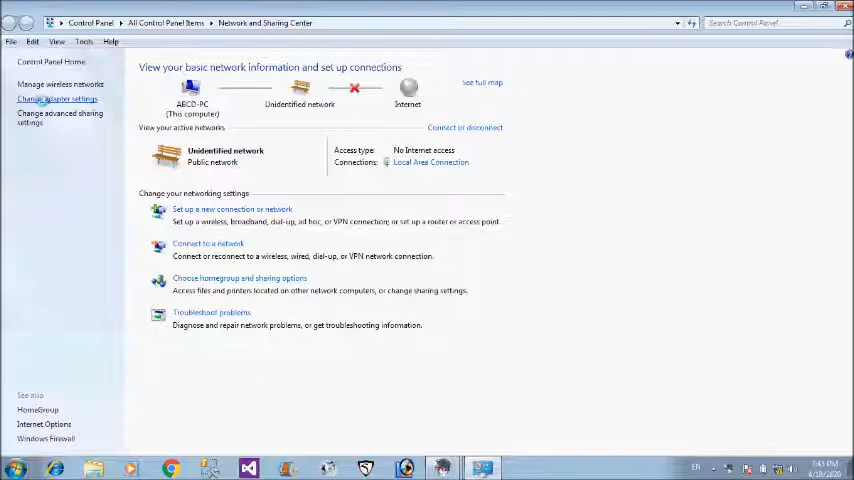 Control Panel ▸ All Control Panel Items ▸ Network and Sharing Center
Search Control Panel
File Edit View Tools Help
Control Panel Home
Manage wireless networks
Change adapter settings
Change advanced sharing
settings
View your basic network information and set up connections
See full map
ABCD-PC
(This computer)
Unidentified network
Internet
View your active networks
Connect or disconnect
Unidentified network
Public network
Access type: No Internet access
Connections: Local Area Connection
Change your networking settings
Set up a new connection or network
Set up a wireless, broadband, dial-up, ad hoc, or VPN connection; or set up a router or access point.
Connect to a network
Connect or reconnect to a wireless, wired, dial-up, or VPN network connection.
Choose homegroup and sharing options
Access files and printers located on other network computers, or change sharing settings.
Troubleshoot problems
Diagnose and repair network problems, or get troubleshooting information.
See also
HomeGroup
Internet Options
Windows Firewall
EN
7:43 PM
4/18/2020